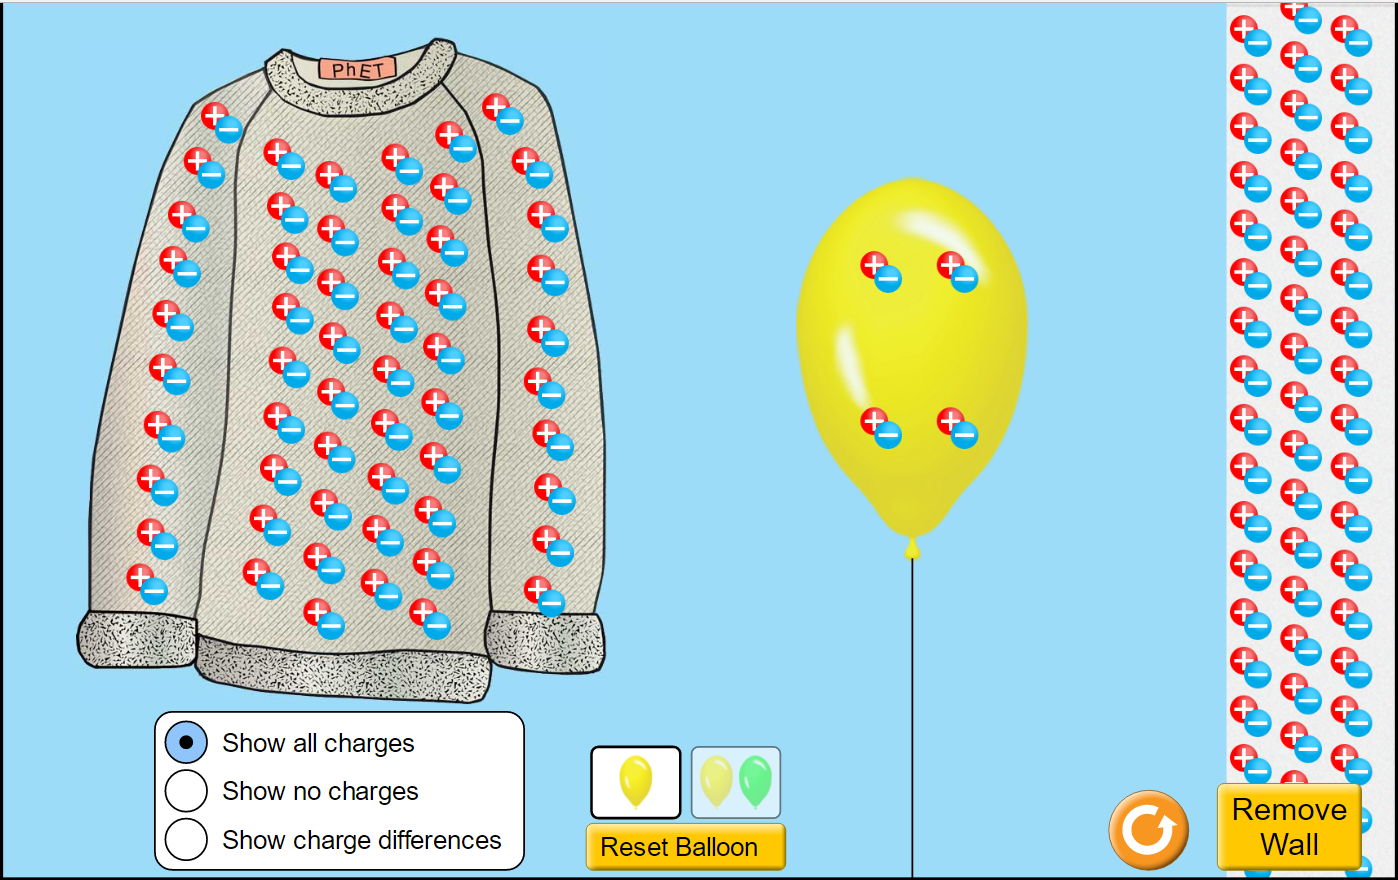 PhET
Show all charges
Show no charges
Show charge differences
Reset Balloon
Remove
Wall